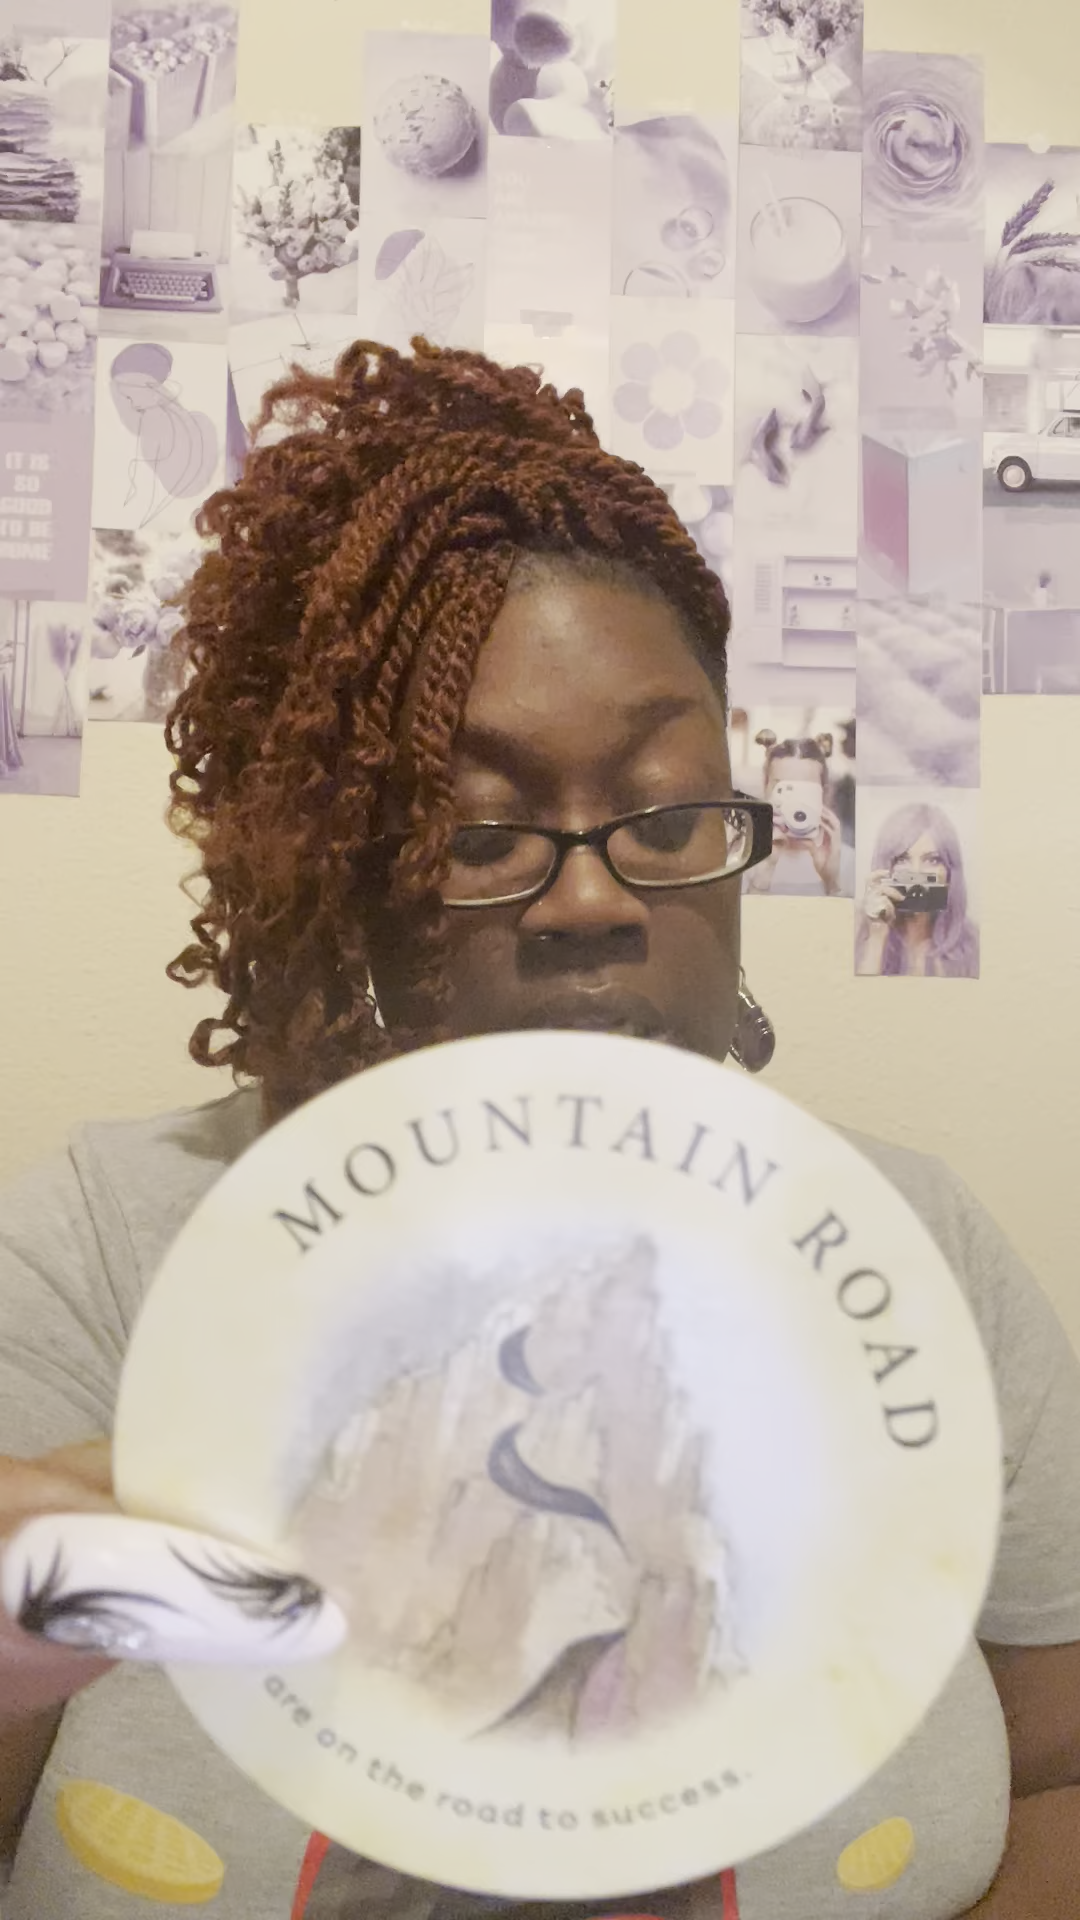 MOUNTAIN ROAD
are on the road to success.
IT IS
SO
GOOD
TO BE
HOME